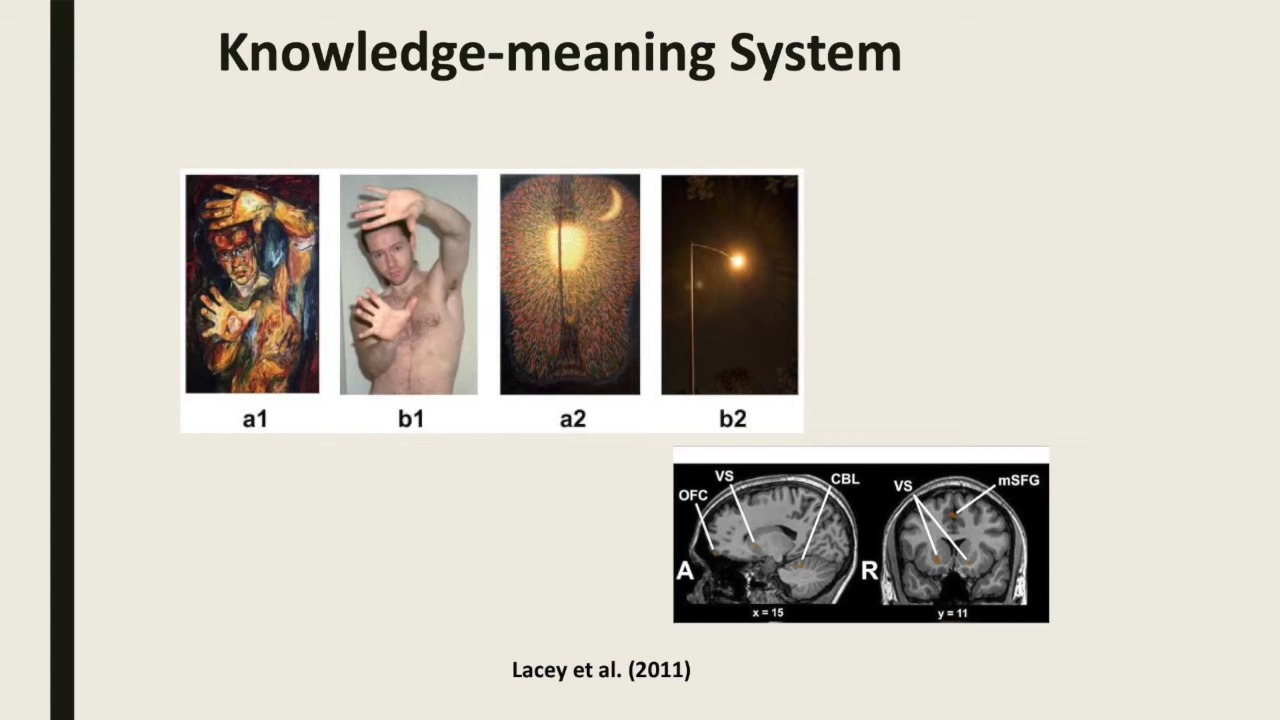 Knowledge-meaning System
a1 b1 a2 b2
OFC VS CBL VS mSFG
A R
x = 15 y = 11
Lacey et al. (2011)